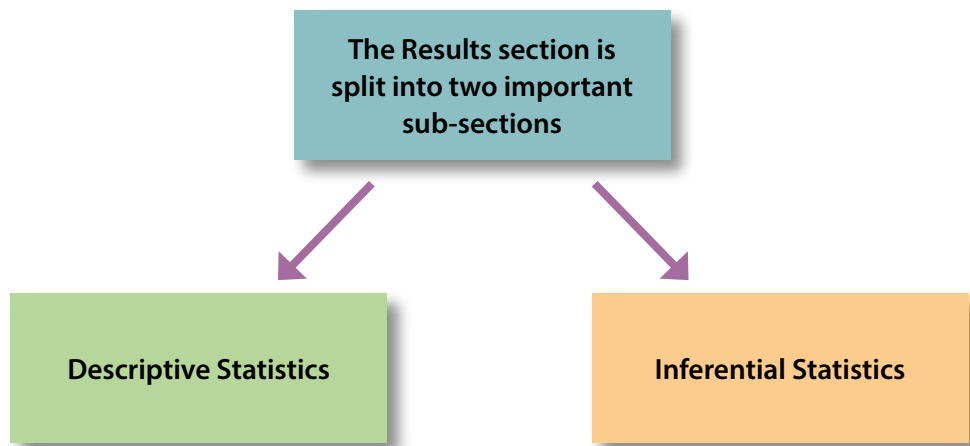 The Results section is
split into two important
sub-sections
Descriptive Statistics
Inferential Statistics